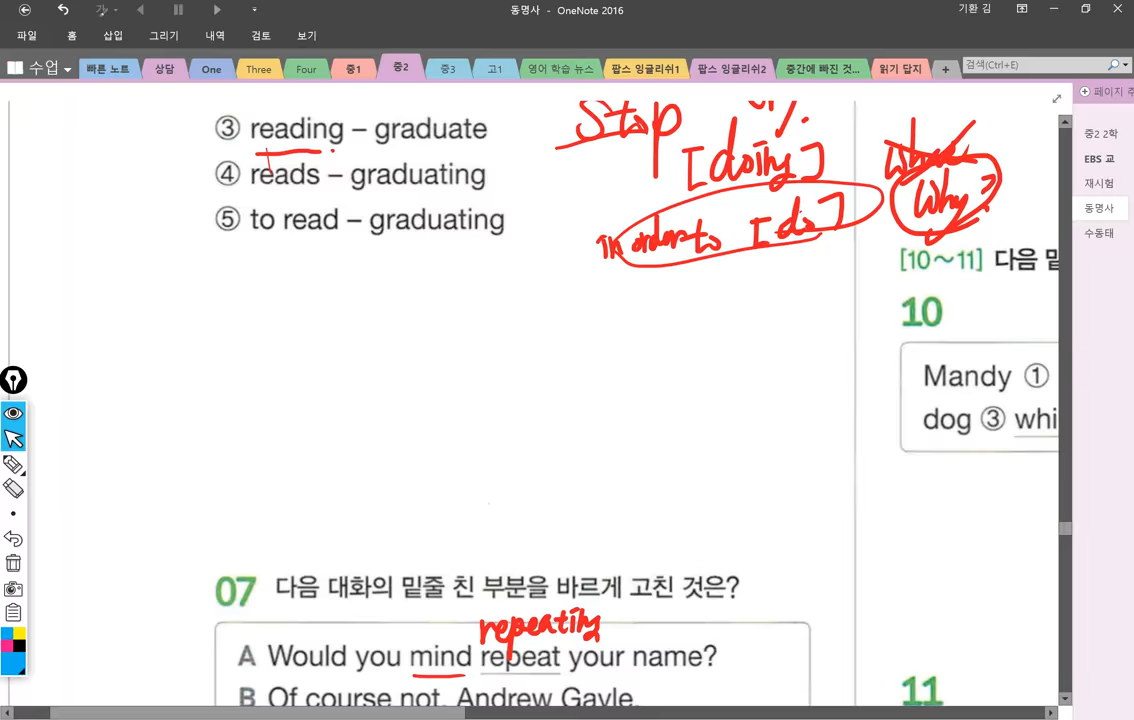 동명사 - OneNote 2016
기환 김
파일 홈 삽입 그리기 내역 검토 보기
수업 빠른 노트 상담 One Three Four 중1 중2 중3 고1 영어 학습 뉴스 팝스 잉글리쉬1 팝스 잉글리쉬2 중간에 빠진 것... 읽기 답지 +
검색(Ctrl+E)
③ reading – graduate
④ reads – graduating
⑤ to read – graduating
stop
[doing]
in order to [do]
Why?
[10~11] 다음 밑
10
Mandy ①
dog ③ whi
07 다음 대화의 밑줄 친 부분을 바르게 고친 것은?
repeating
A Would you mind repeat your name?
B Of course not. Andrew Gayle.
11
페이지 추
중2 2학
EBS 교
재시험
동명사
수동태